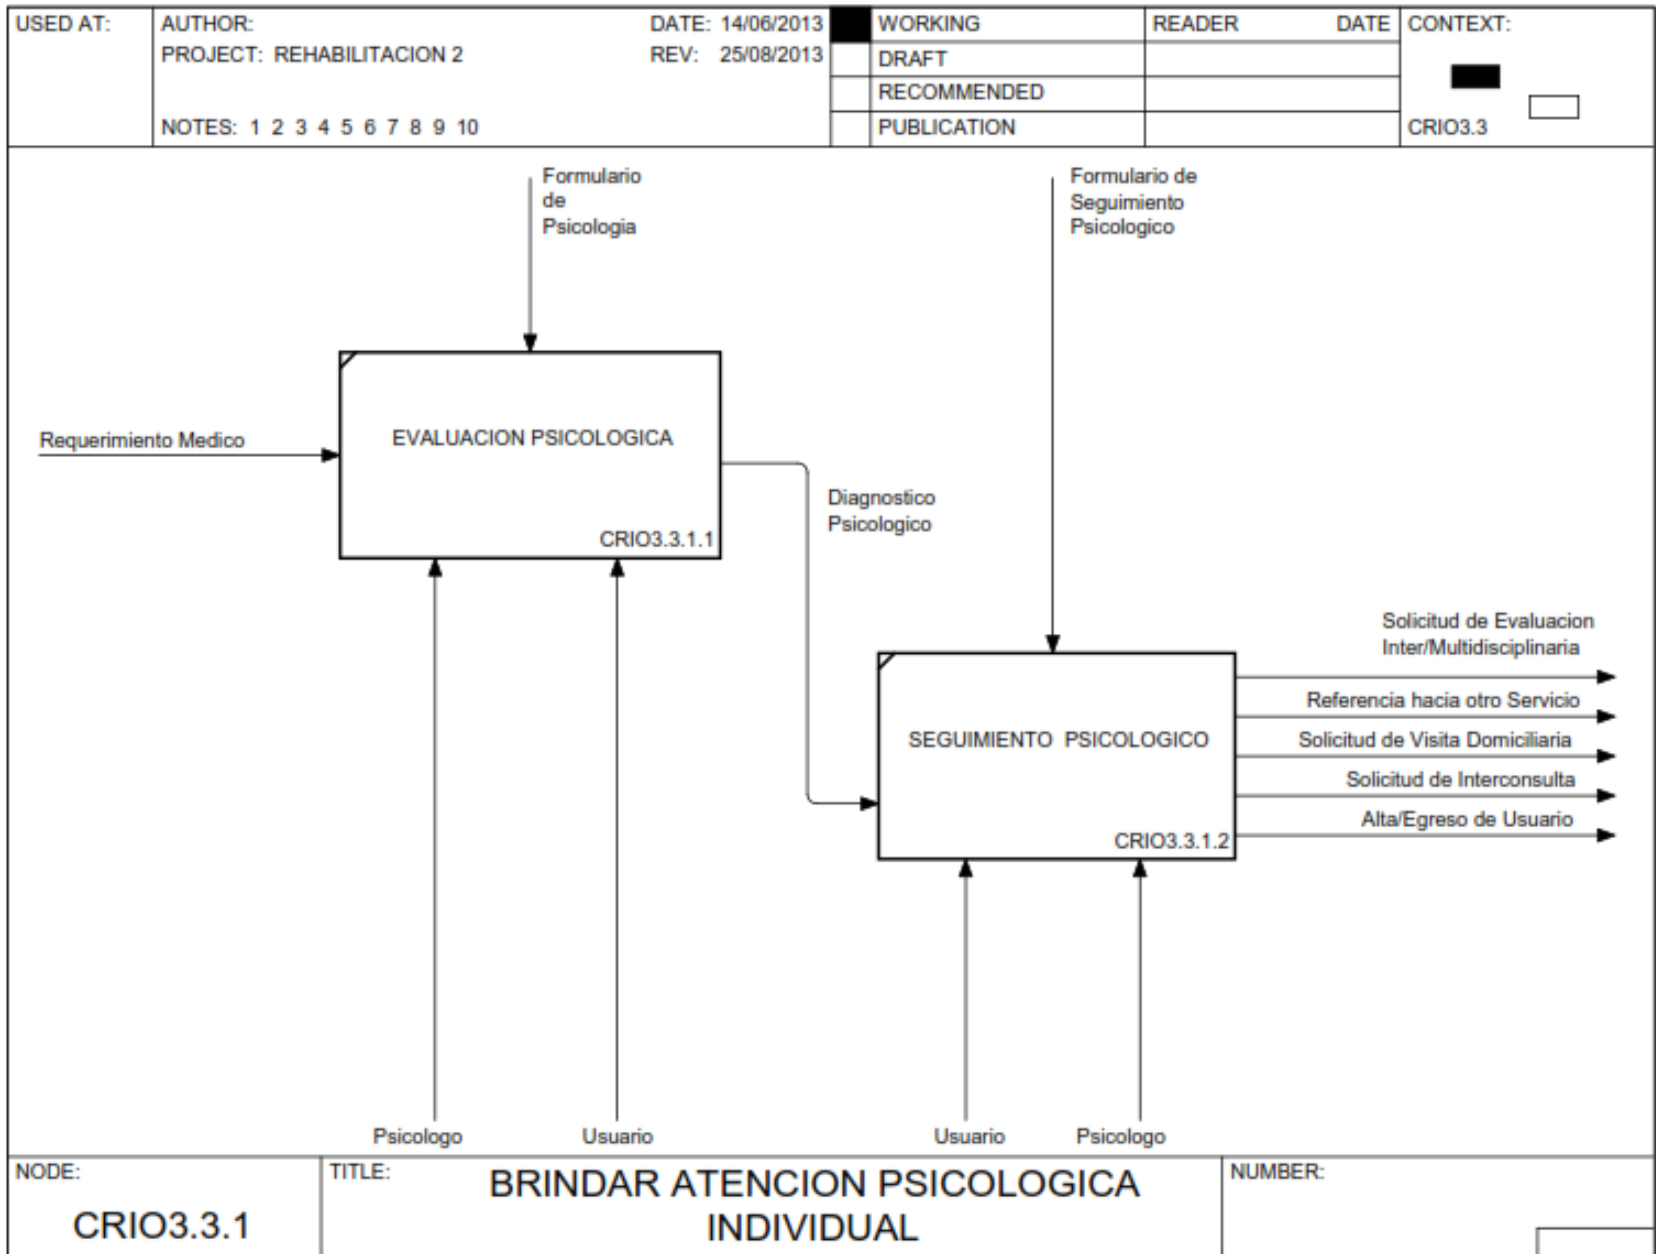 USED AT:
AUTHOR:
DATE: 14/06/2013
PROJECT: REHABILITACION 2
REV: 25/08/2013
NOTES: 1 2 3 4 5 6 7 8 9 10
WORKING
DRAFT
RECOMMENDED
PUBLICATION
READER DATE
CONTEXT:
CRIO3.3
Formulario
de
Psicologia
Formulario de
Seguimiento
Psicologico
Requerimiento Medico
EVALUACION PSICOLOGICA
CRIO3.3.1.1
Diagnostico
Psicologico
Solicitud de Evaluacion
Inter/Multidisciplinaria
Referencia hacia otro Servicio
SEGUIMIENTO PSICOLOGICO
Solicitud de Visita Domiciliaria
Solicitud de Interconsulta
Alta/Egreso de Usuario
CRIO3.3.1.2
Psicologo
Usuario
Usuario
Psicologo
NODE:
CRIO3.3.1
TITLE:
BRINDAR ATENCION PSICOLOGICA
INDIVIDUAL
NUMBER: